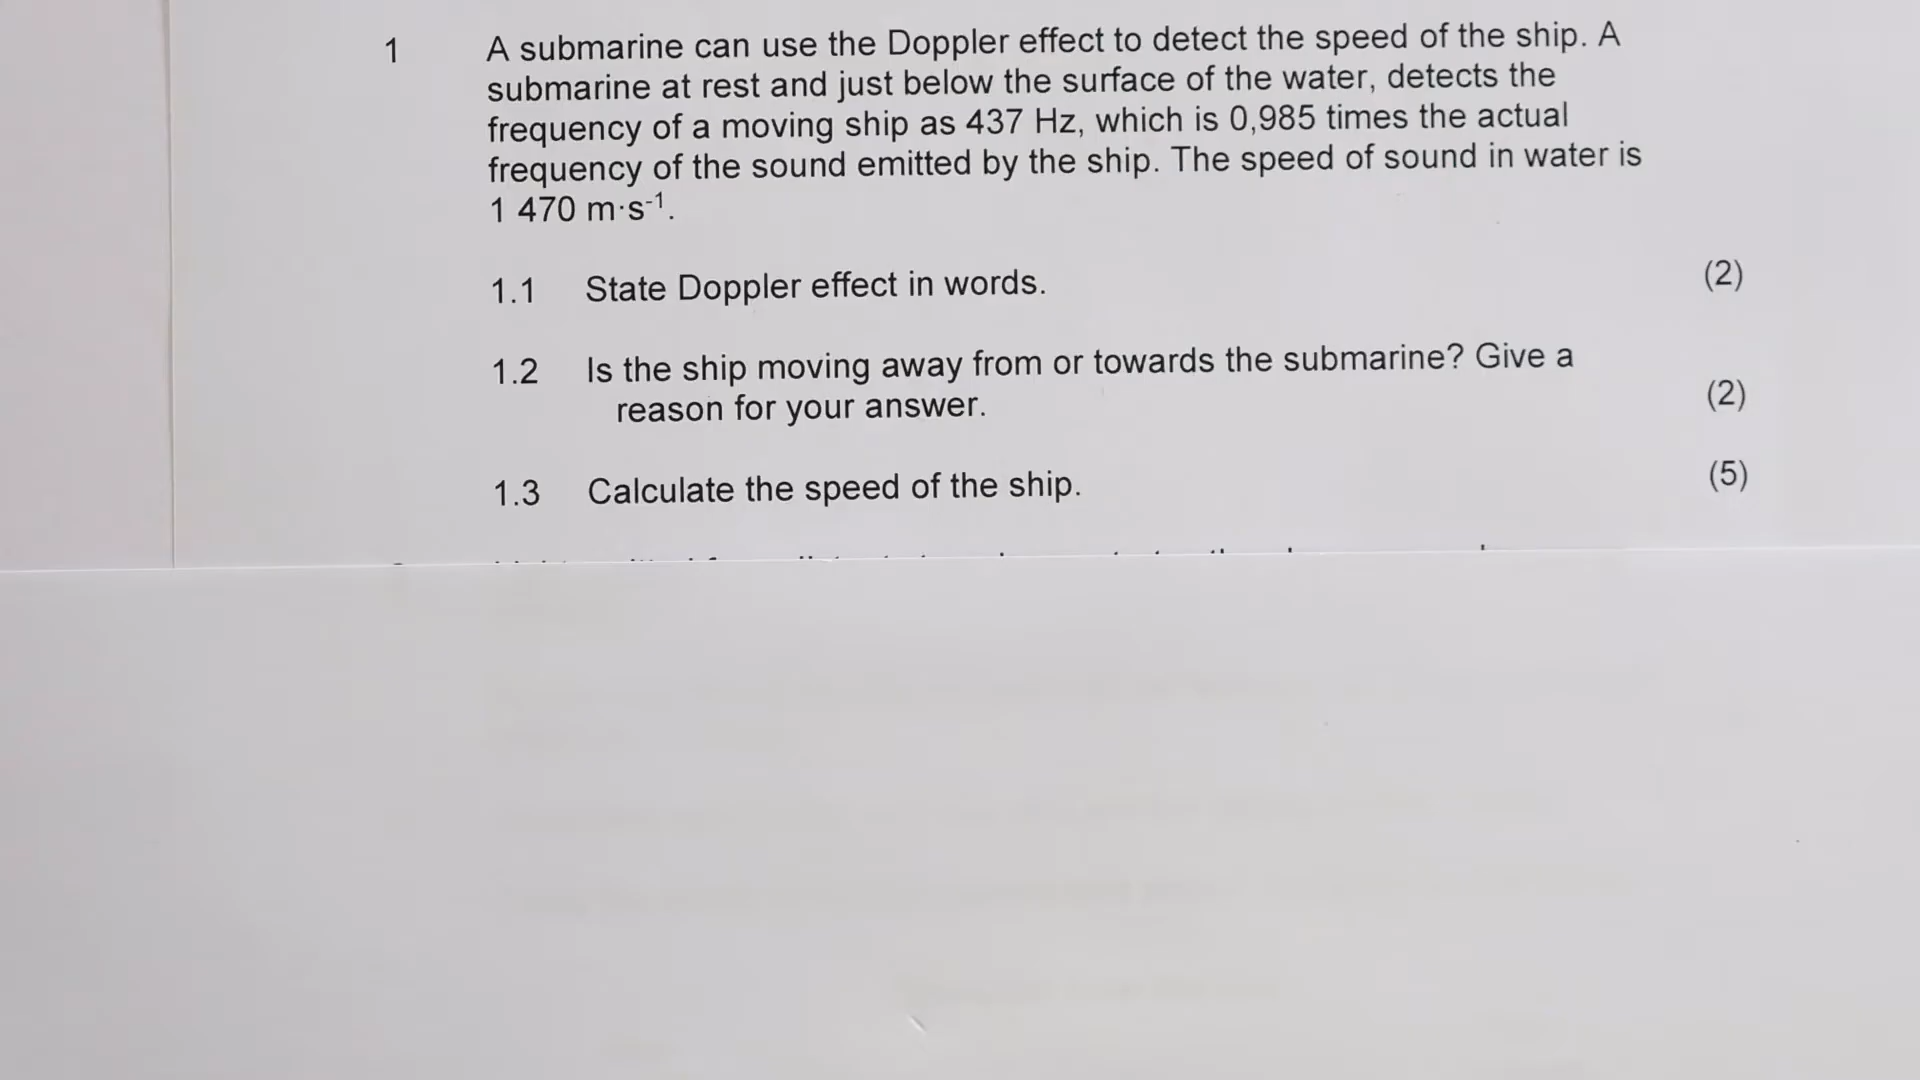 1 A submarine can use the Doppler effect to detect the speed of the ship. A
submarine at rest and just below the surface of the water, detects the
frequency of a moving ship as 437 Hz, which is 0,985 times the actual
frequency of the sound emitted by the ship. The speed of sound in water is
1 470 m·s⁻¹.
1.1 State Doppler effect in words. (2)
1.2 Is the ship moving away from or towards the submarine? Give a
reason for your answer. (2)
1.3 Calculate the speed of the ship. (5)